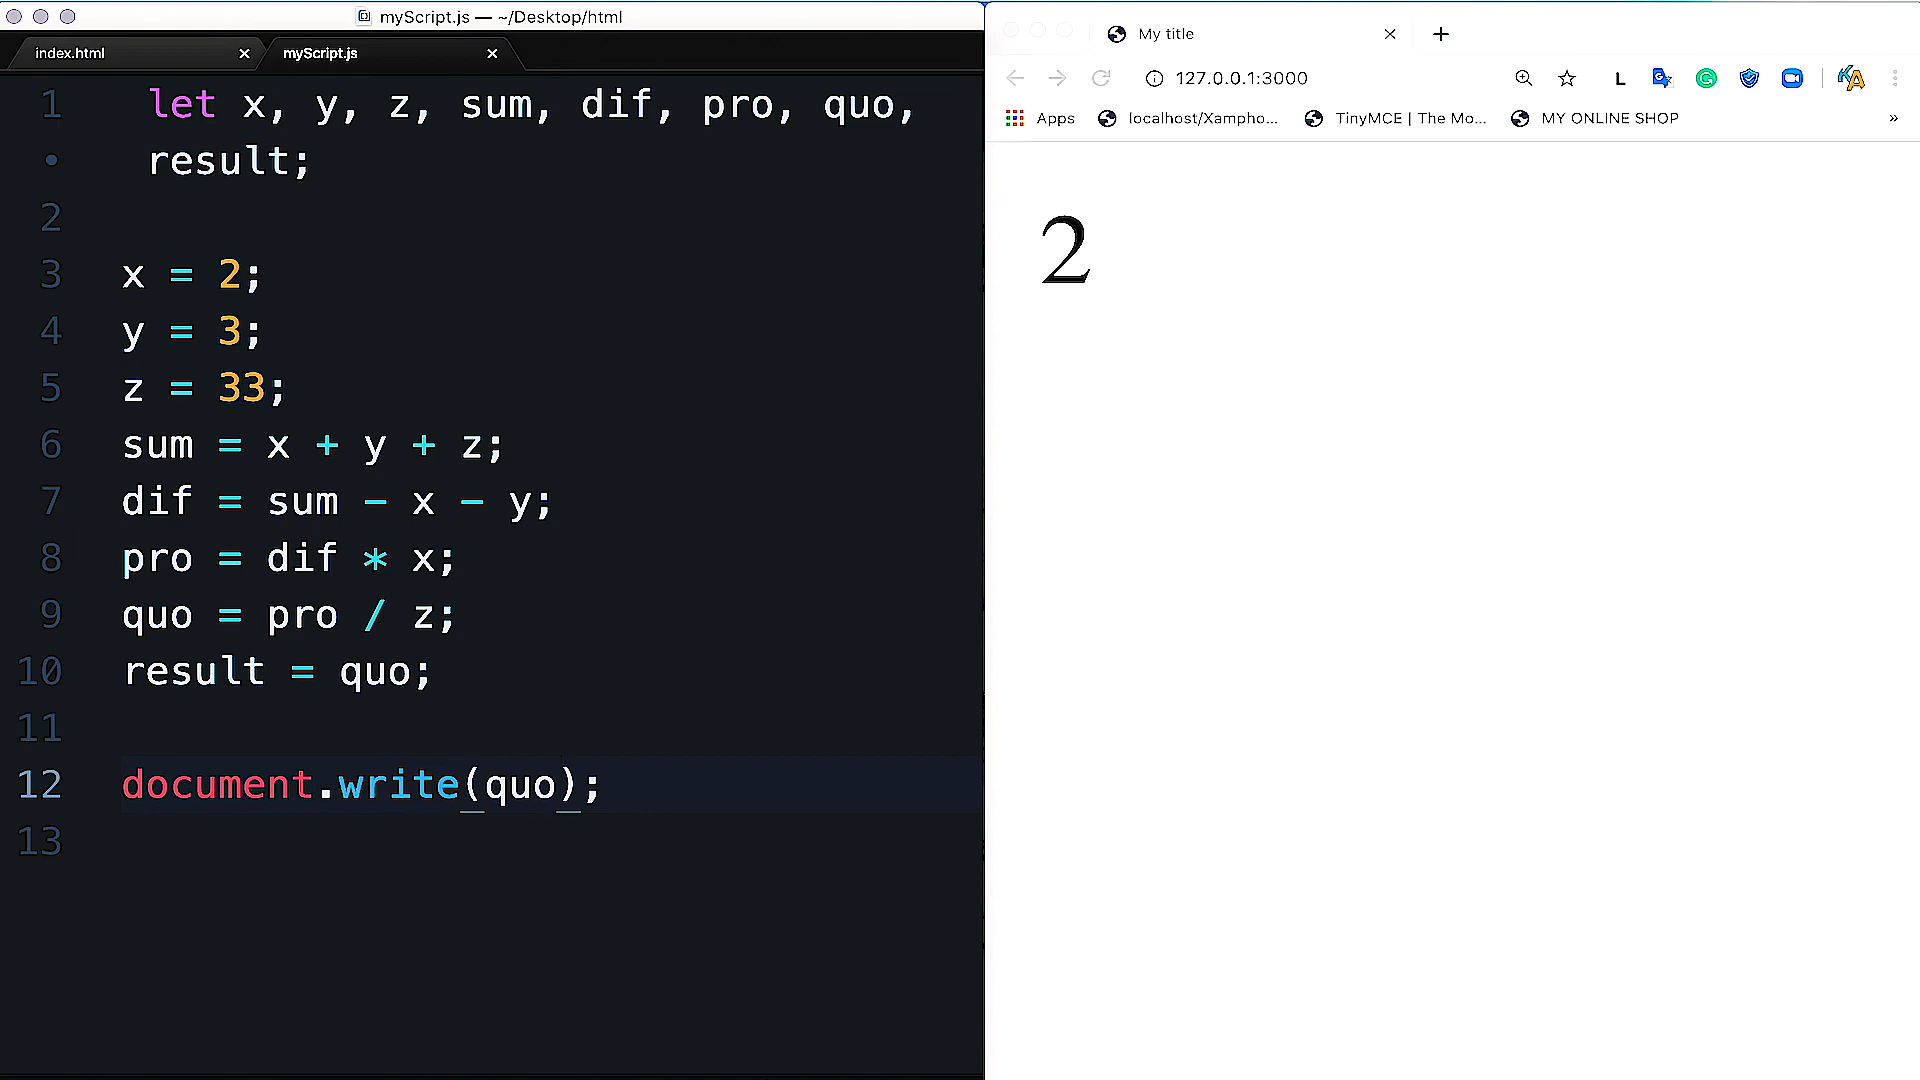 myScript.js — ~/Desktop/html
index.html
myScript.js
1 let x, y, z, sum, dif, pro, quo,
• result;
2
3 x = 2;
4 y = 3;
5 z = 33;
6 sum = x + y + z;
7 dif = sum - x - y;
8 pro = dif * x;
9 quo = pro / z;
10 result = quo;
11
12 document.write(quo);
13
My title
127.0.0.1:3000
L
KA
Apps localhost/Xampho... TinyMCE | The Mo... MY ONLINE SHOP »
2